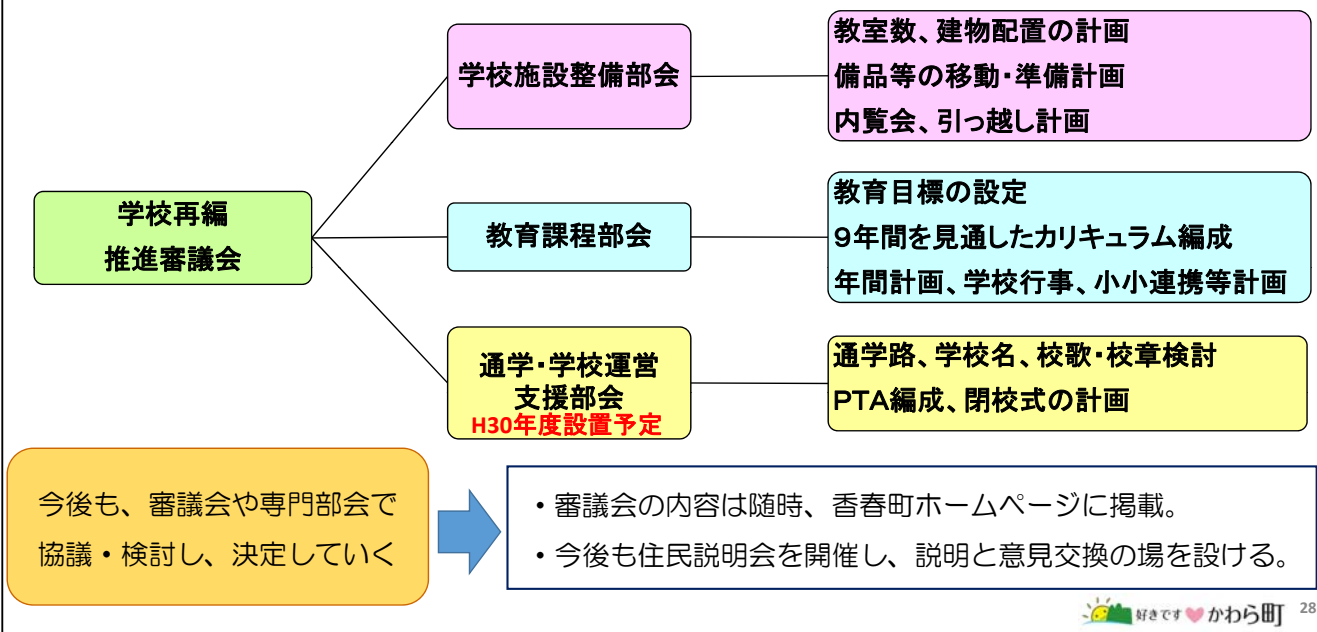 学校施設整備部会
教室数、建物配置の計画
備品等の移動・準備計画
内覧会、引っ越し計画
学校再編
推進審議会
教育課程部会
教育目標の設定
9年間を見通したカリキュラム編成
年間計画、学校行事、小小連携等計画
通学・学校運営
支援部会
H30年度設置予定
通学路、学校名、校歌・校章検討
PTA編成、閉校式の計画
今後も、審議会や専門部会で
協議・検討し、決定していく
・審議会の内容は随時、香春町ホームページに掲載。
・今後も住民説明会を開催し、説明と意見交換の場を設ける。
好きです かわら町
28